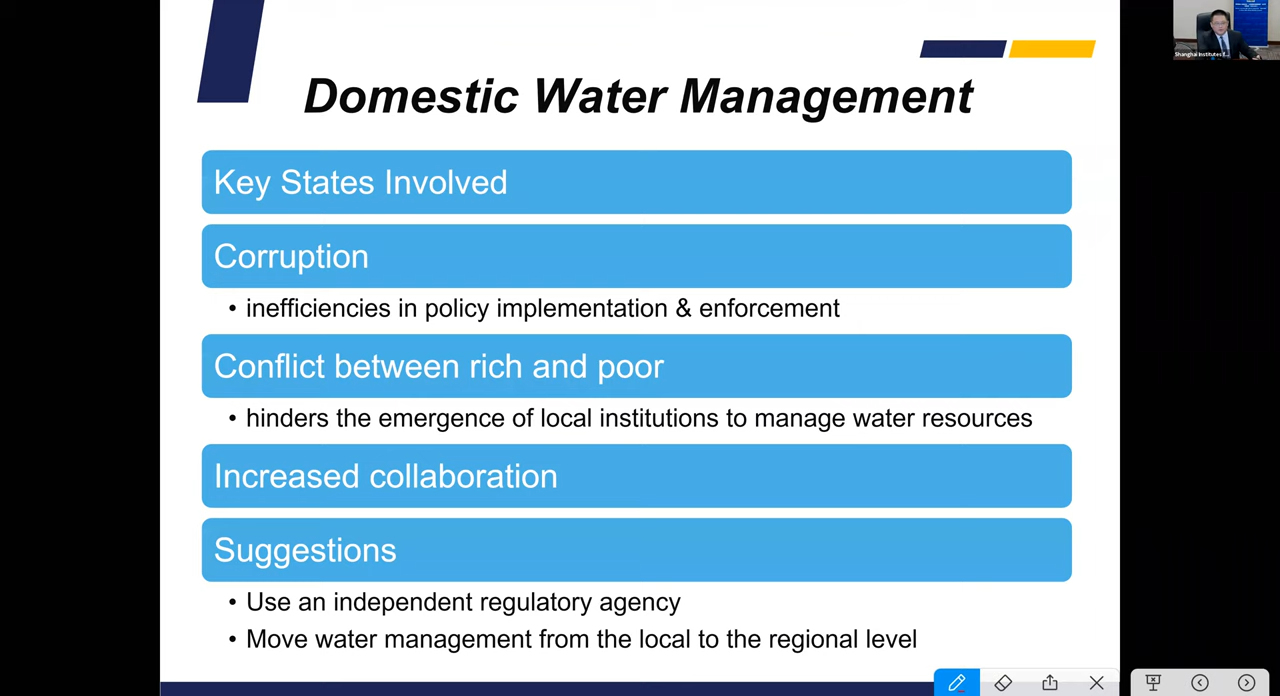 Domestic Water Management
Key States Involved
Corruption
• inefficiencies in policy implementation & enforcement
Conflict between rich and poor
• hinders the emergence of local institutions to manage water resources
Increased collaboration
Suggestions
• Use an independent regulatory agency
• Move water management from the local to the regional level
Shanghai Institutes f...